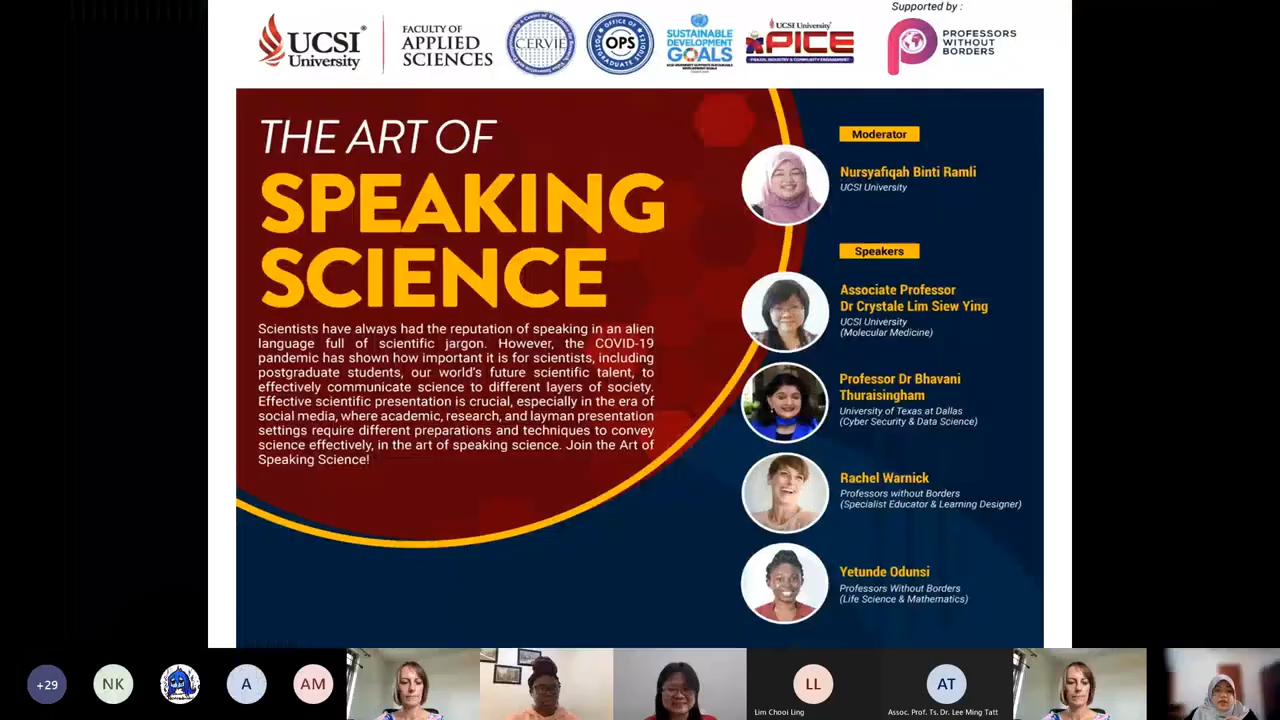 Supported by :
UCSI
University
FACULTY OF
APPLIED
SCIENCES
CERVIE
OFFICE OF
OPS
POSTGRADUATE STUDIES
SUSTAINABLE
DEVELOPMENT
GOALS
UCSI University
PICE
PROFESSORS
WITHOUT
BORDERS
THE ART OF
SPEAKING
SCIENCE
Scientists have always had the reputation of speaking in an alien
language full of scientific jargon. However, the COVID-19
pandemic has shown how important it is for scientists, including
postgraduate students, our world's future scientific talent, to
effectively communicate science to different layers of society.
Effective scientific presentation is crucial, especially in the era of
social media, where academic, research, and layman presentation
settings require different preparations and techniques to convey
science effectively, in the art of speaking science. Join the Art of
Speaking Science!
Moderator
Nursyafiqah Binti Ramli
UCSI University
Speakers
Associate Professor
Dr Crystale Lim Siew Ying
UCSI University
(Molecular Medicine)
Professor Dr Bhavani
Thuraisingham
University of Texas at Dallas
(Cyber Security & Data Science)
Rachel Warnick
Professors without Borders
(Specialist Educator & Learning Designer)
Yetunde Odunsi
Professors Without Borders
(Life Science & Mathematics)
+29
NK
A
AM
LL
Lim Chooi Ling
AT
Assoc. Prof. Ts. Dr. Lee Ming Tatt